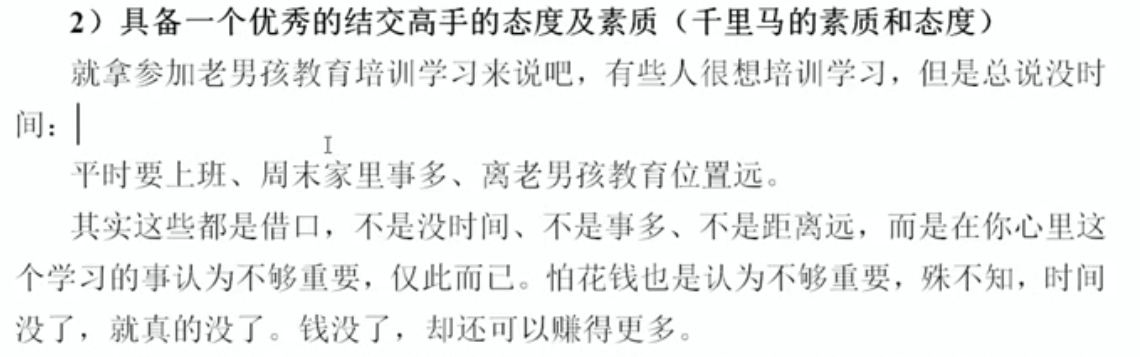 2）具备一个优秀的结交高手的态度及素质（千里马的素质和态度）
就拿参加老男孩教育培训学习来说吧，有些人很想培训学习，但是总说没时
间：
平时要上班、周末家里事多、离老男孩教育位置远。
其实这些都是借口，不是没时间、不是事多、不是距离远，而是在你心里这
个学习的事认为不够重要，仅此而已。怕花钱也是认为不够重要，殊不知，时间
没了，就真的没了。钱没了，却还可以赚得更多。